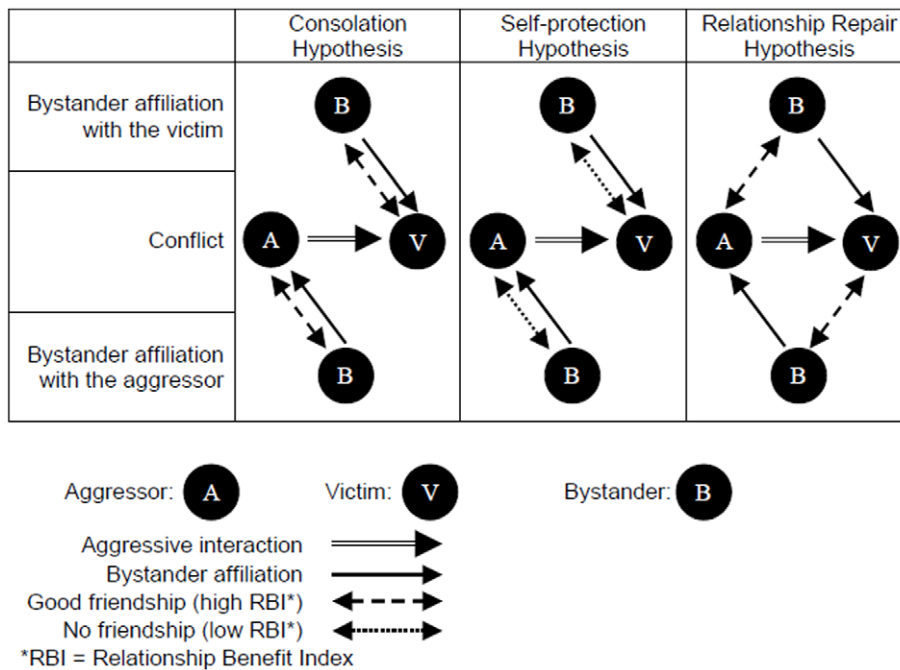 Consolation
Hypothesis
Self-protection
Hypothesis
Relationship Repair
Hypothesis
Bystander affiliation
with the victim
B
B
B
Conflict
A
V
A
V
A
V
Bystander affiliation
with the aggressor
B
B
B
Aggressor: A
Victim: V
Bystander: B
Aggressive interaction
Bystander affiliation
Good friendship (high RBI*)
No friendship (low RBI*)
*RBI = Relationship Benefit Index